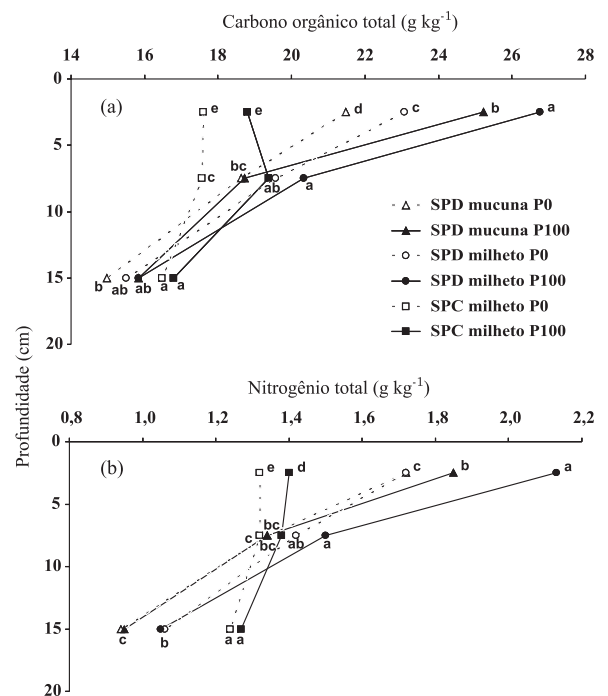 Carbono orgânico total (g kg-1)
14 16 18 20 22 24 26 28
0
(a)
e e d c b a
5
bc
c ab a
10
SPD mucuna P0
SPD mucuna P100
SPD milheto P0
15
b ab ab a a
SPD milheto P100
SPC milheto P0
SPC milheto P100
20
Profundidade (cm)
Nitrogênio total (g kg-1)
0,8 1,0 1,2 1,4 1,6 1,8 2,0 2,2
0
(b)
e d c b a
5
bc
c bc ab a
10
15
c b a a
20